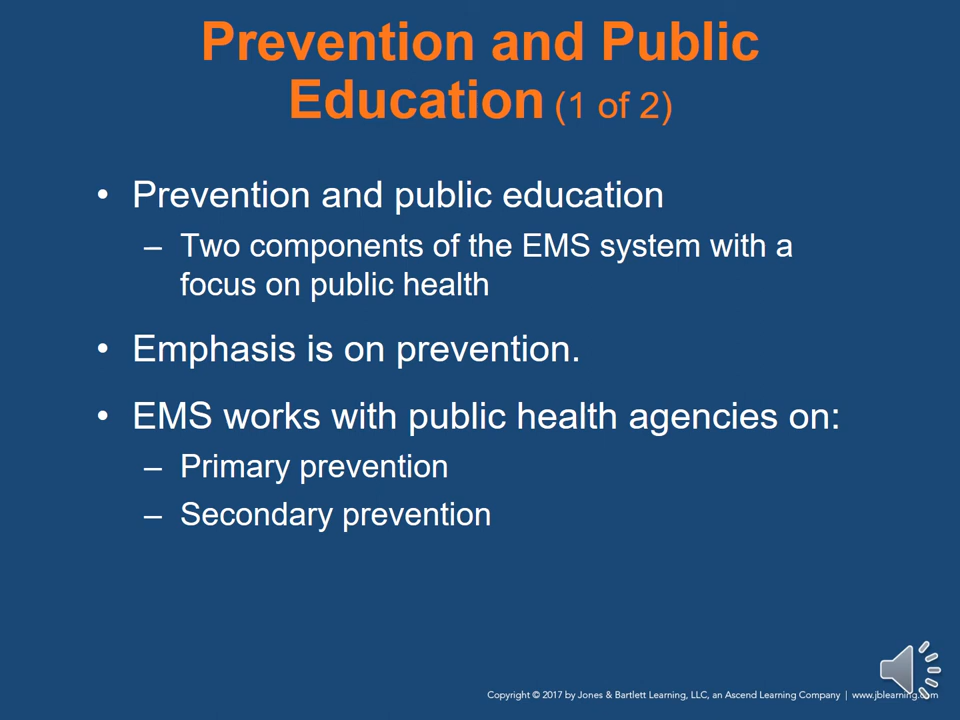 Prevention and Public
Education (1 of 2)
• Prevention and public education
– Two components of the EMS system with a
focus on public health
• Emphasis is on prevention.
• EMS works with public health agencies on:
– Primary prevention
– Secondary prevention
Copyright © 2017 by Jones & Bartlett Learning, LLC, an Ascend Learning Company | www.jblearning.com